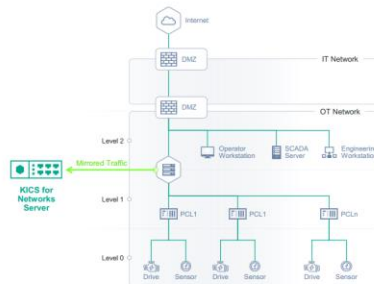 Internet
DMZ
IT Network
DMZ
OT Network
Level 2
Operator
Workstation
SCADA
Server
Engineering
Workstatio
Mirrored Traffic
KICS for
Networks
Server
Level 1
PCL1
PCL1
PCLn
Level 0
Drive
Sensor
Drive
Sensor
Drive
Sensor